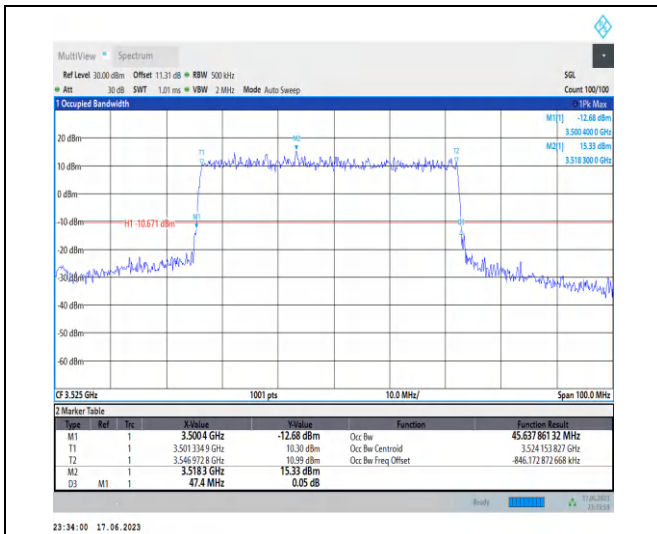 MultiView Spectrum
Ref Level 30.00 dBm Offset 11.31 dB RBW 500 kHz SGL
Att 30 dB SWT 1.01 ms VBW 2 MHz Mode Auto Sweep Count 100/100
1 Occupied Bandwidth 1Pk Max
M1[1] -12.68 dBm
3.500 400 0 GHz
M2[1] 15.33 dBm
3.518 300 0 GHz
20 dBm
M2
T1
T2
10 dBm
0 dBm
M1
-10 dBm
H1 -10.671 dBm
D3
-20 dBm
-30 dBm
-40 dBm
-50 dBm
-60 dBm
CF 3.525 GHz 1001 pts 10.0 MHz/ Span 100.0 MHz
2 Marker Table
Type Ref Trc X-Value Y-Value Function Function Result
M1 1 3.500 4 GHz -12.68 dBm Occ Bw 45.637 861 32 MHz
T1 1 3.501 334 9 GHz 10.30 dBm Occ Bw Centroid 3.524 153 827 GHz
T2 1 3.546 972 8 GHz 10.99 dBm Occ Bw Freq Offset -846.172 872 668 kHz
M2 1 3.518 3 GHz 15.33 dBm
D3 M1 1 47.4 MHz 0.05 dB
Ready
23:34:00 17.06.2023